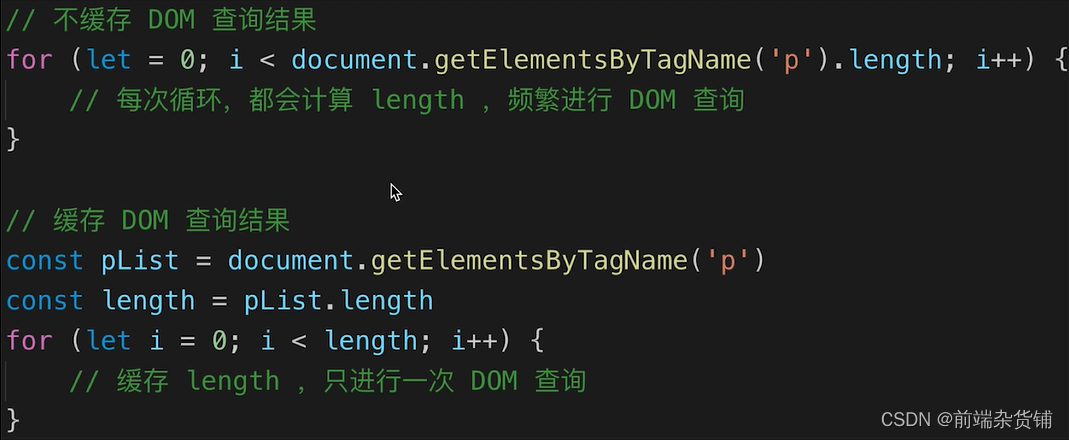 // 不缓存 DOM 查询结果
for (let = 0; i < document.getElementsByTagName('p').length; i++) {
// 每次循环，都会计算 length ，频繁进行 DOM 查询
}
// 缓存 DOM 查询结果
const pList = document.getElementsByTagName('p')
const length = pList.length
for (let i = 0; i < length; i++) {
// 缓存 length ，只进行一次 DOM 查询
}
CSDN @前端杂货铺